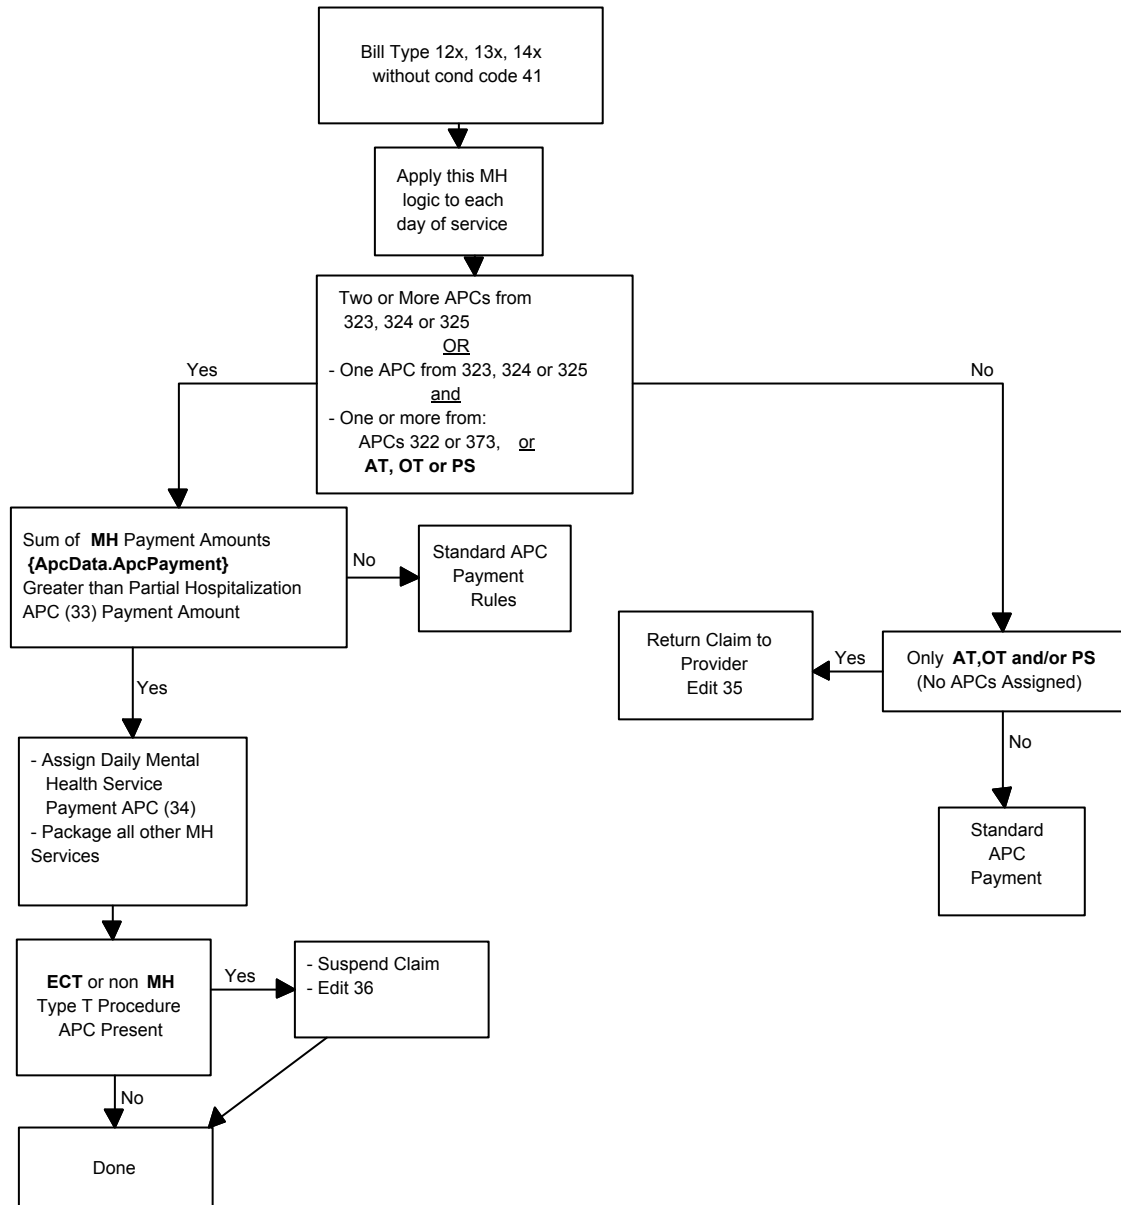 Bill Type 12x, 13x, 14x
without cond code 41
Apply this MH
logic to each
day of service
Two or More APCs from
323, 324 or 325
OR
- One APC from 323, 324 or 325
and
- One or more from:
APCs 322 or 373, or
AT, OT or PS
Yes
No
Sum of MH Payment Amounts
{ApcData.ApcPayment}
Greater than Partial Hospitalization
APC (33) Payment Amount
No
Standard APC
Payment
Rules
Return Claim to
Provider
Edit 35
Yes
Only AT,OT and/or PS
(No APCs Assigned)
Yes
No
- Assign Daily Mental
Health Service
Payment APC (34)
- Package all other MH
Services
Standard
APC
Payment
ECT or non MH
Type T Procedure
APC Present
Yes
- Suspend Claim
- Edit 36
No
Done